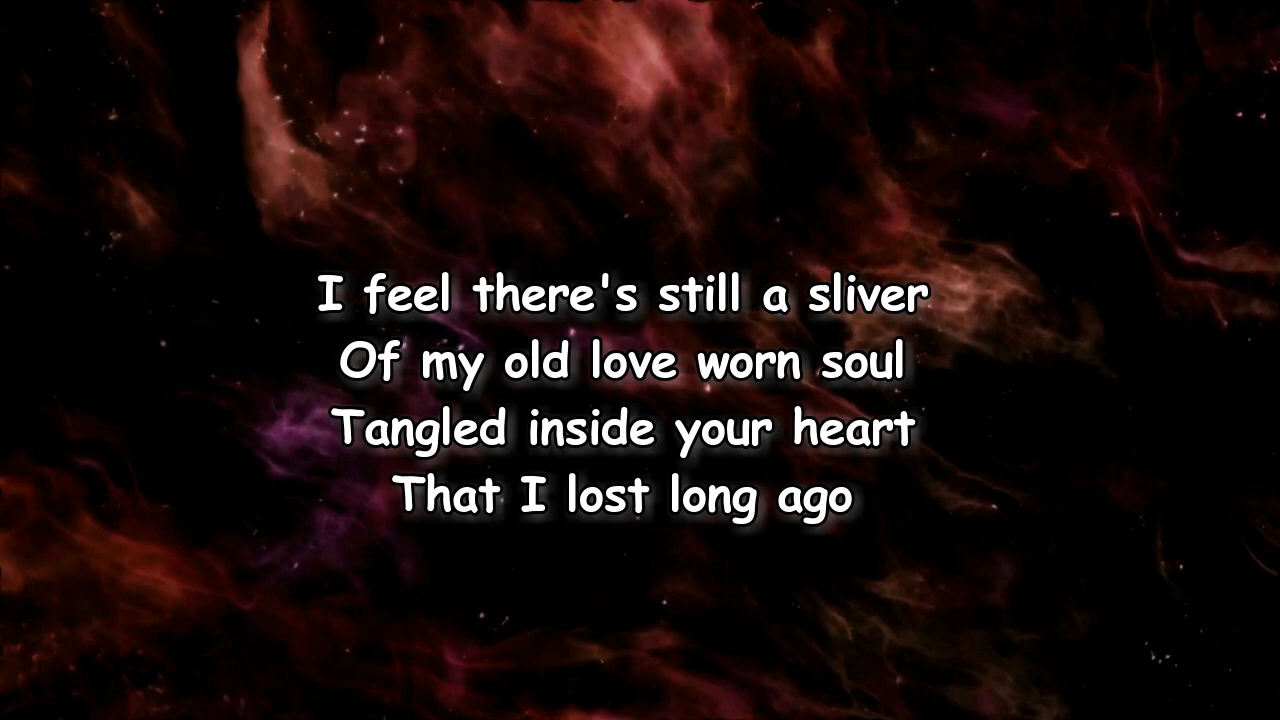 I feel there's still a sliver
Of my old love worn soul
Tangled inside your heart
That I lost long ago